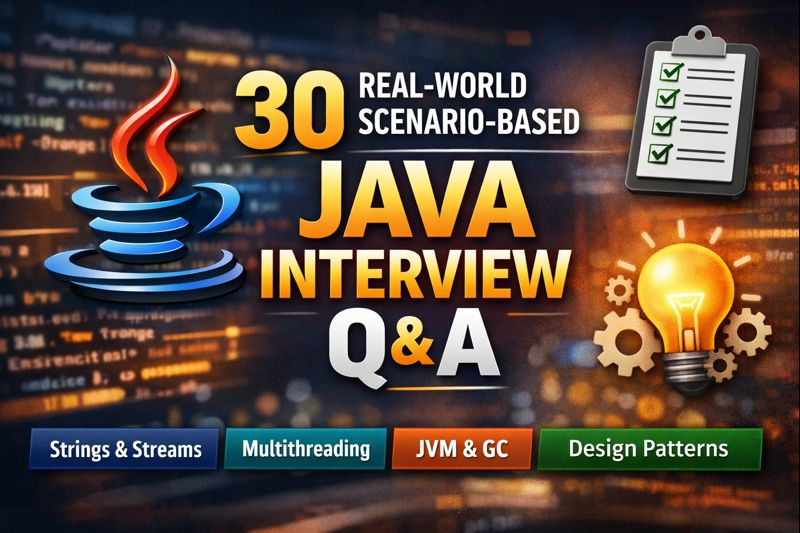 30 REAL-WORLD
SCENARIO-BASED
JAVA
INTERVIEW
Q&A
Strings & Streams
Multithreading
JVM & GC
Design Patterns